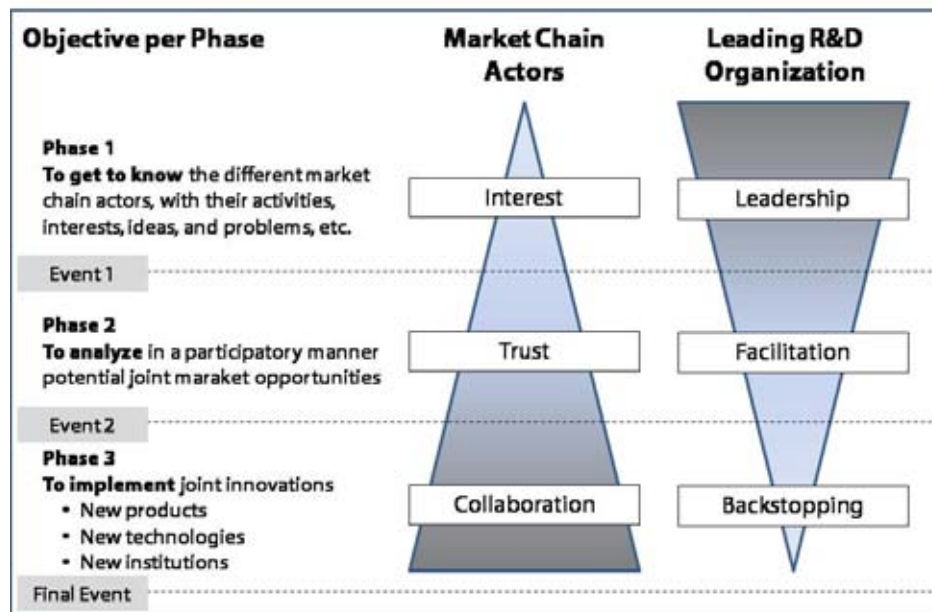 Objective per Phase
Market Chain
Actors
Leading R&D
Organization
Phase 1
To get to know the different market
chain actors, with their activities,
interests, ideas, and problems, etc.
Interest
Leadership
Event 1
Phase 2
To analyze in a participatory manner
potential joint maraket opportunities
Trust
Facilitation
Event 2
Phase 3
To implement joint innovations
• New products
• New technologies
• New institutions
Collaboration
Backstopping
Final Event